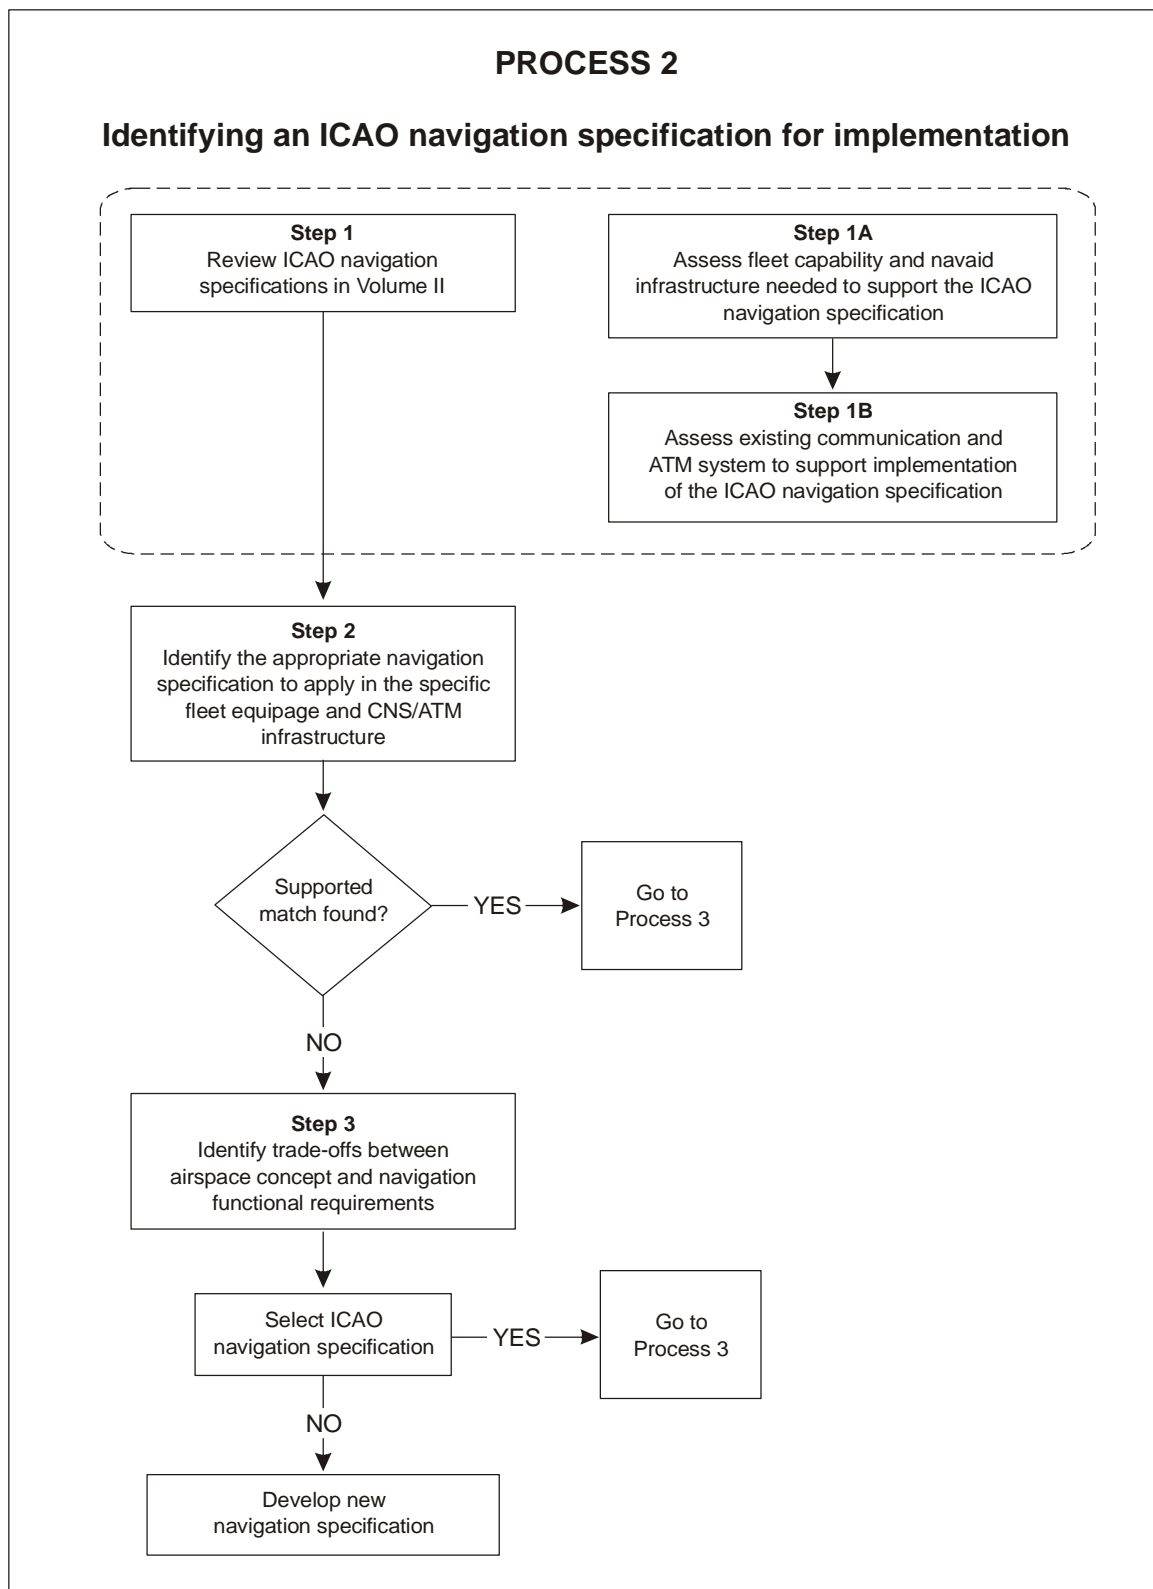 PROCESS 2
Identifying an ICAO navigation specification for implementation
Step 1
Review ICAO navigation
specifications in Volume II
Step 1A
Assess fleet capability and navaid
infrastructure needed to support the ICAO
navigation specification
Step 1B
Assess existing communication and
ATM system to support implementation
of the ICAO navigation specification
Step 2
Identify the appropriate navigation
specification to apply in the specific
fleet equipage and CNS/ATM
infrastructure
Supported
match found?
YES
Go to
Process 3
NO
Step 3
Identify trade-offs between
airspace concept and navigation
functional requirements
Select ICAO
navigation specification
YES
Go to
Process 3
NO
Develop new
navigation specification